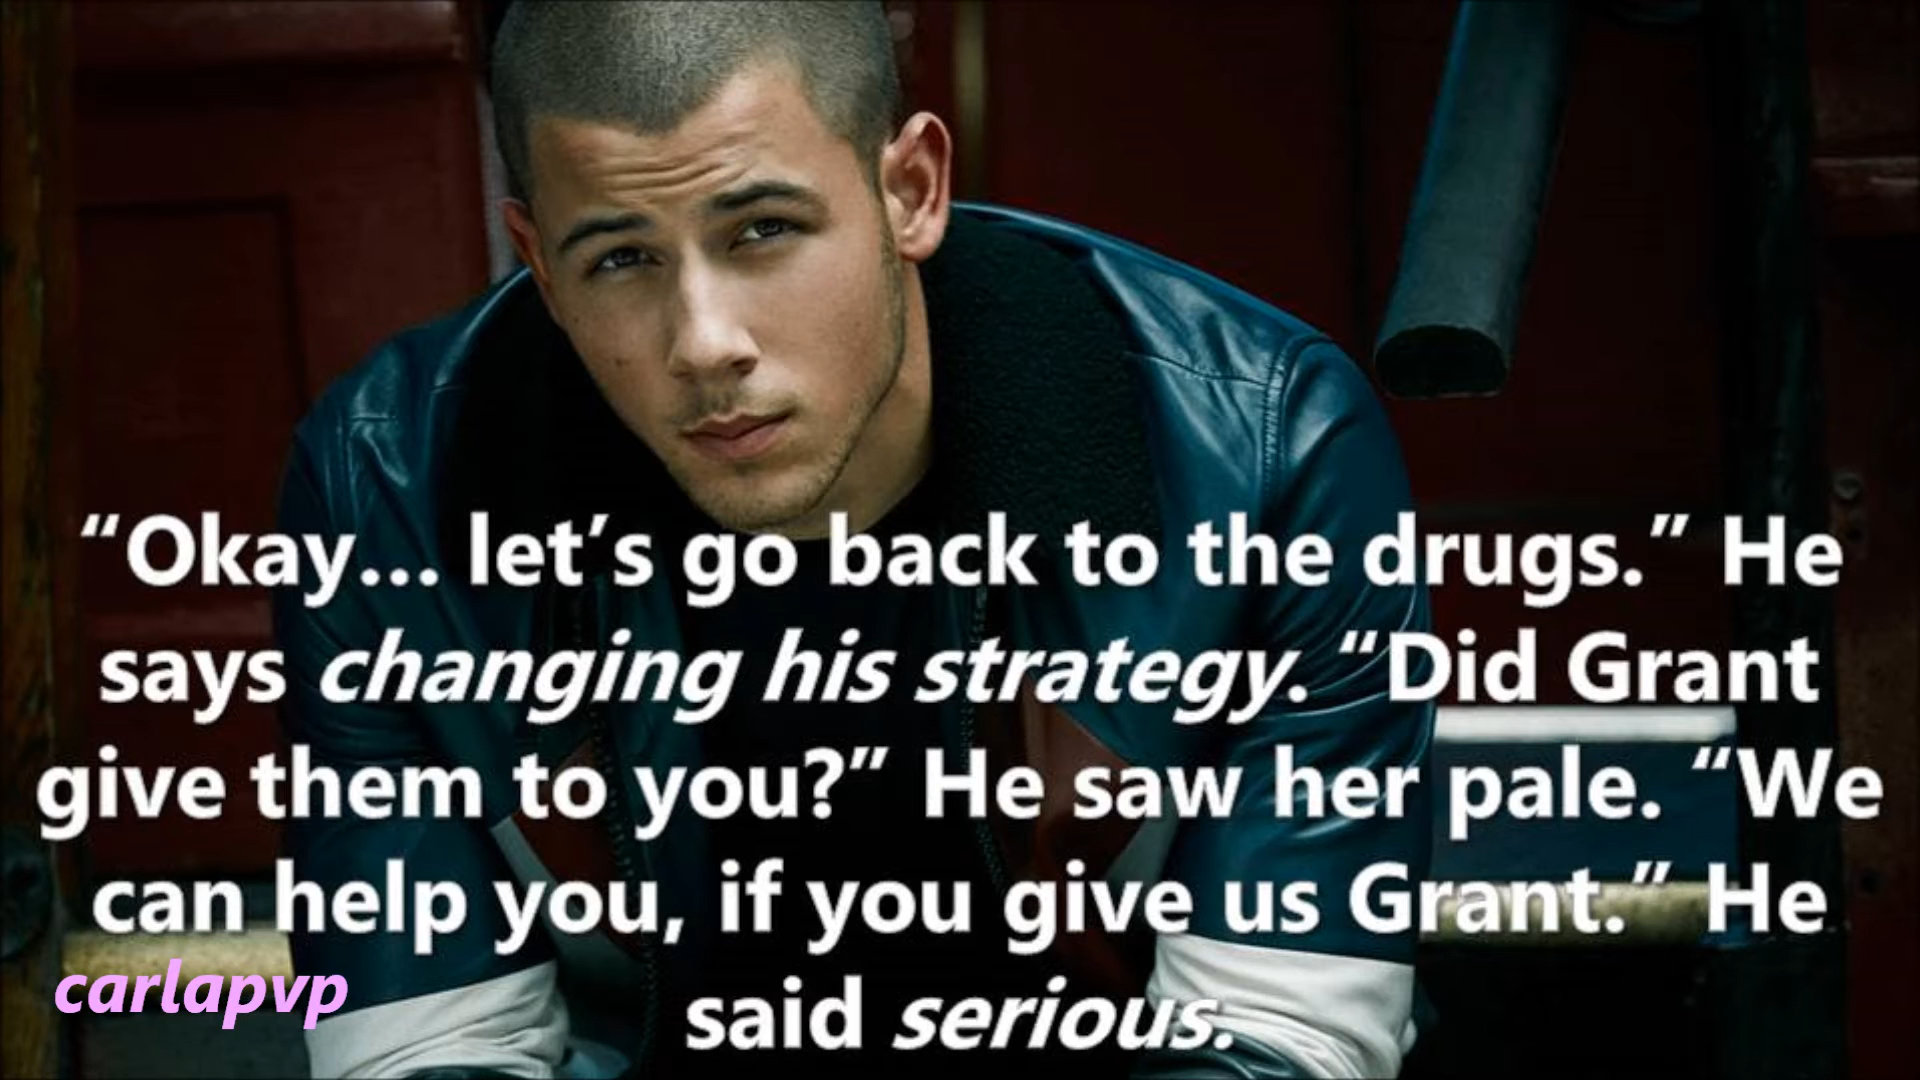 “Okay... let’s go back to the drugs.” He
says changing his strategy. “Did Grant
give them to you?” He saw her pale. “We
can help you, if you give us Grant.” He
said serious.
carlapvp